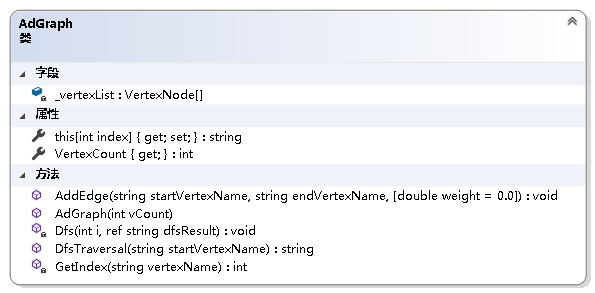 AdGraph
类
字段
_vertexList : VertexNode[]
属性
this[int index] { get; set; } : string
VertexCount { get; } : int
方法
AddEdge(string startVertexName, string endVertexName, [double weight = 0.0]) : void
AdGraph(int vCount)
Dfs(int i, ref string dfsResult) : void
DfsTraversal(string startVertexName) : string
GetIndex(string vertexName) : int